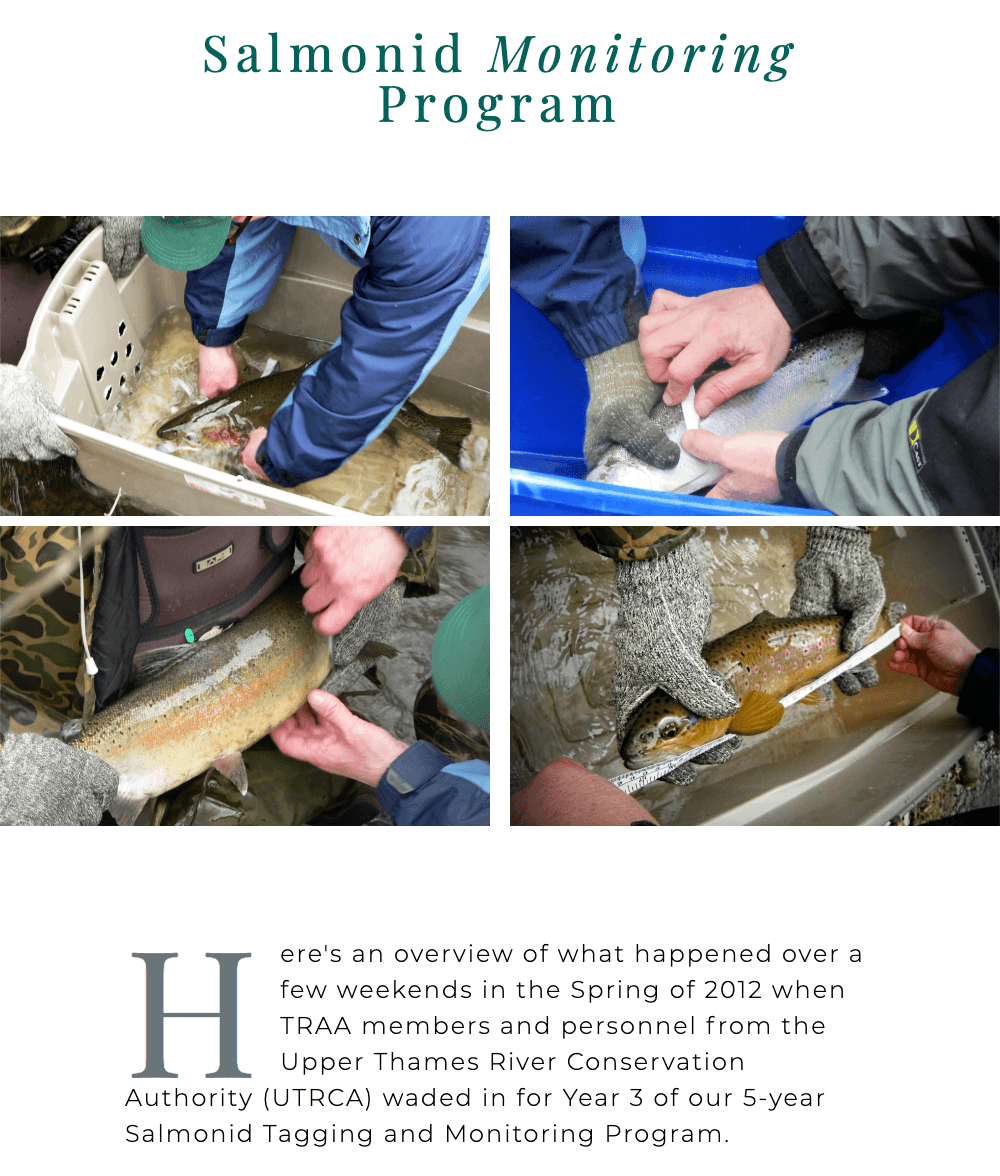 Salmonid Monitoring
Program
Here's an overview of what happened over a
few weekends in the Spring of 2012 when
TRAA members and personnel from the
Upper Thames River Conservation
Authority (UTRCA) waded in for Year 3 of our 5-year
Salmonid Tagging and Monitoring Program.